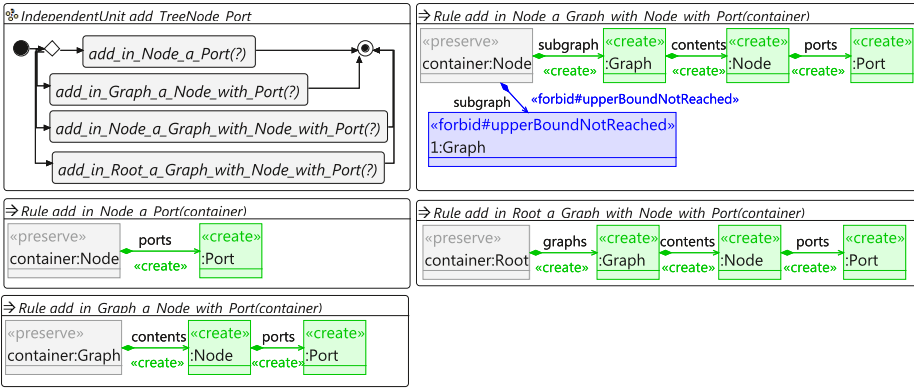 IndependentUnit add_TreeNode_Port
add_in_Node_a_Port(?)
add_in_Graph_a_Node_with_Port(?)
add_in_Node_a_Graph_with_Node_with_Port(?)
add_in_Root_a_Graph_with_Node_with_Port(?)
Rule add_in_Node_a_Graph_with_Node_with_Port(container)
«preserve»
container:Node
subgraph
«create»
«create»
:Graph
contents
«create»
«create»
:Node
ports
«create»
«create»
:Port
subgraph
«forbid#upperBoundNotReached»
«forbid#upperBoundNotReached»
1:Graph
Rule add_in_Node_a_Port(container)
«preserve»
container:Node
ports
«create»
«create»
:Port
Rule add_in_Root_a_Graph_with_Node_with_Port(container)
«preserve»
container:Root
graphs
«create»
«create»
:Graph
contents
«create»
«create»
:Node
ports
«create»
«create»
:Port
Rule add_in_Graph_a_Node_with_Port(container)
«preserve»
container:Graph
contents
«create»
«create»
:Node
ports
«create»
«create»
:Port